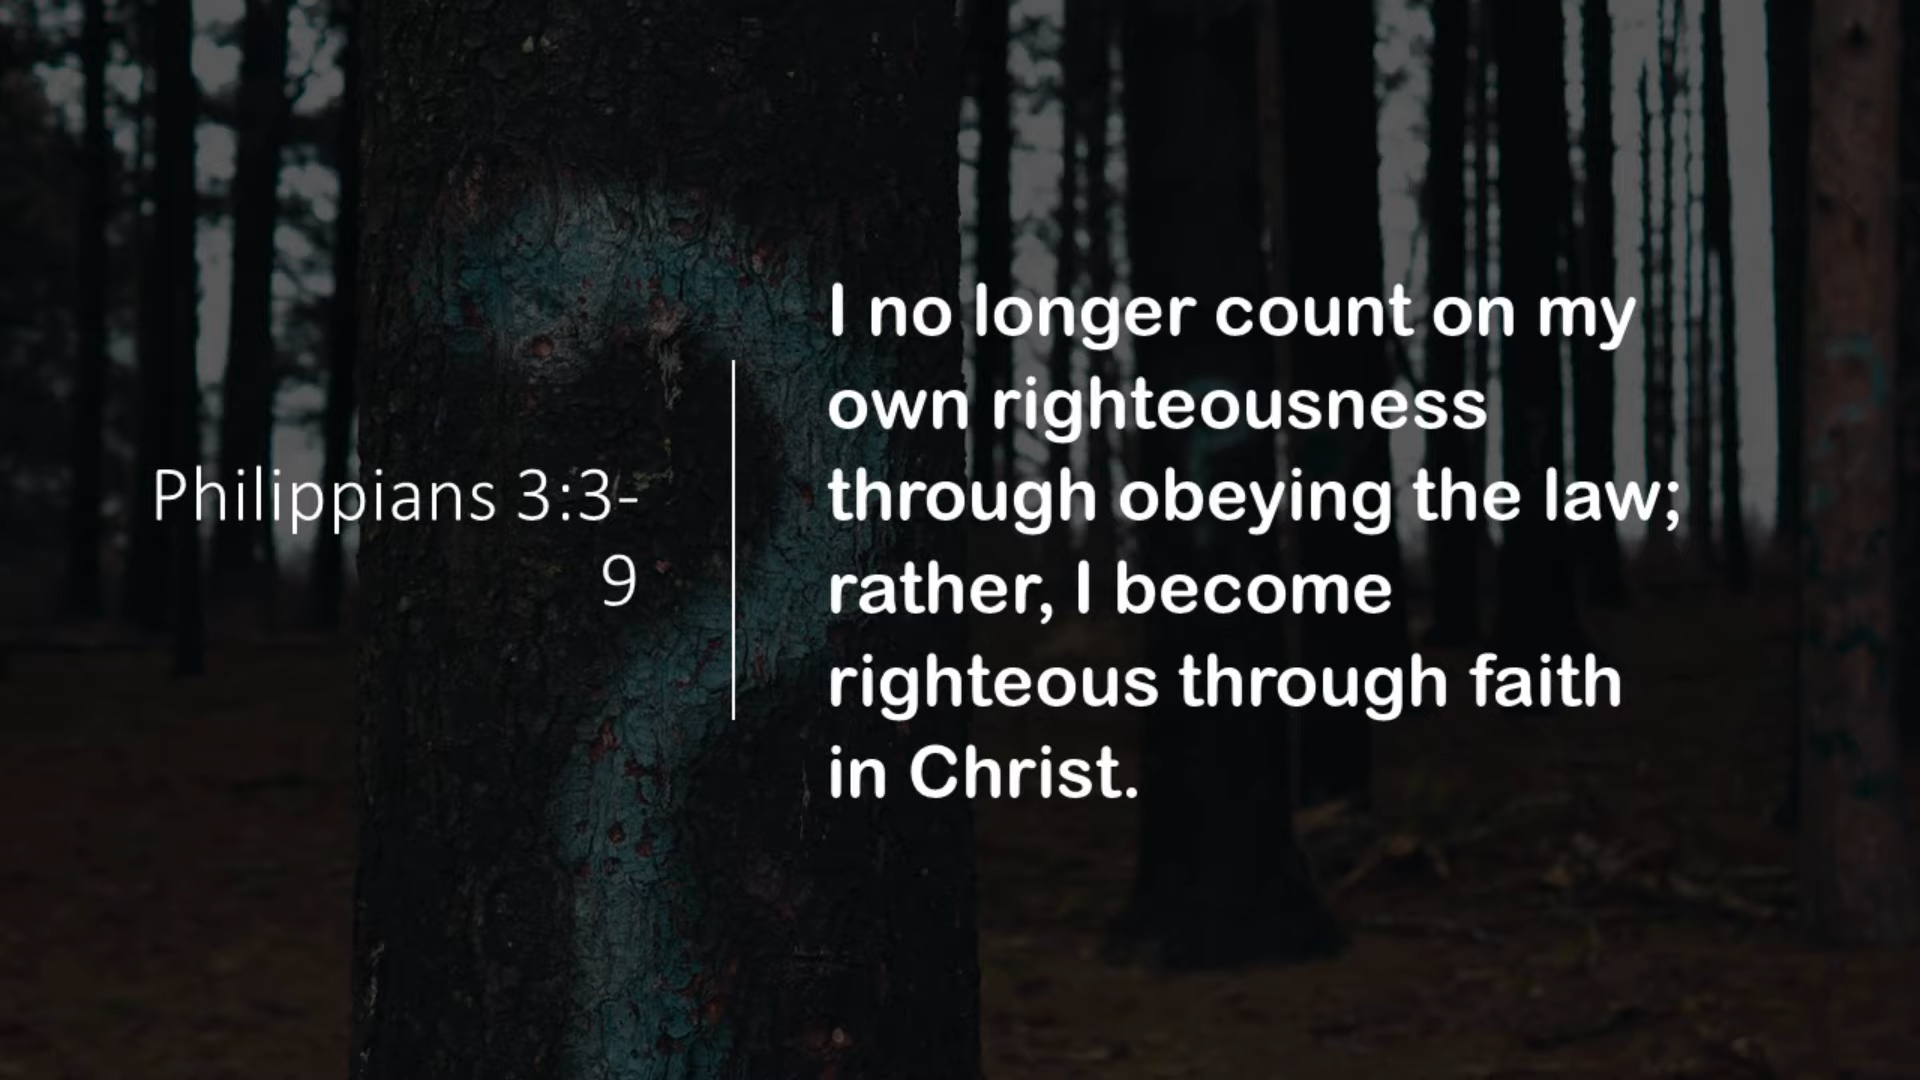 Philippians 3:3-
9
I no longer count on my
own righteousness
through obeying the law;
rather, I become
righteous through faith
in Christ.